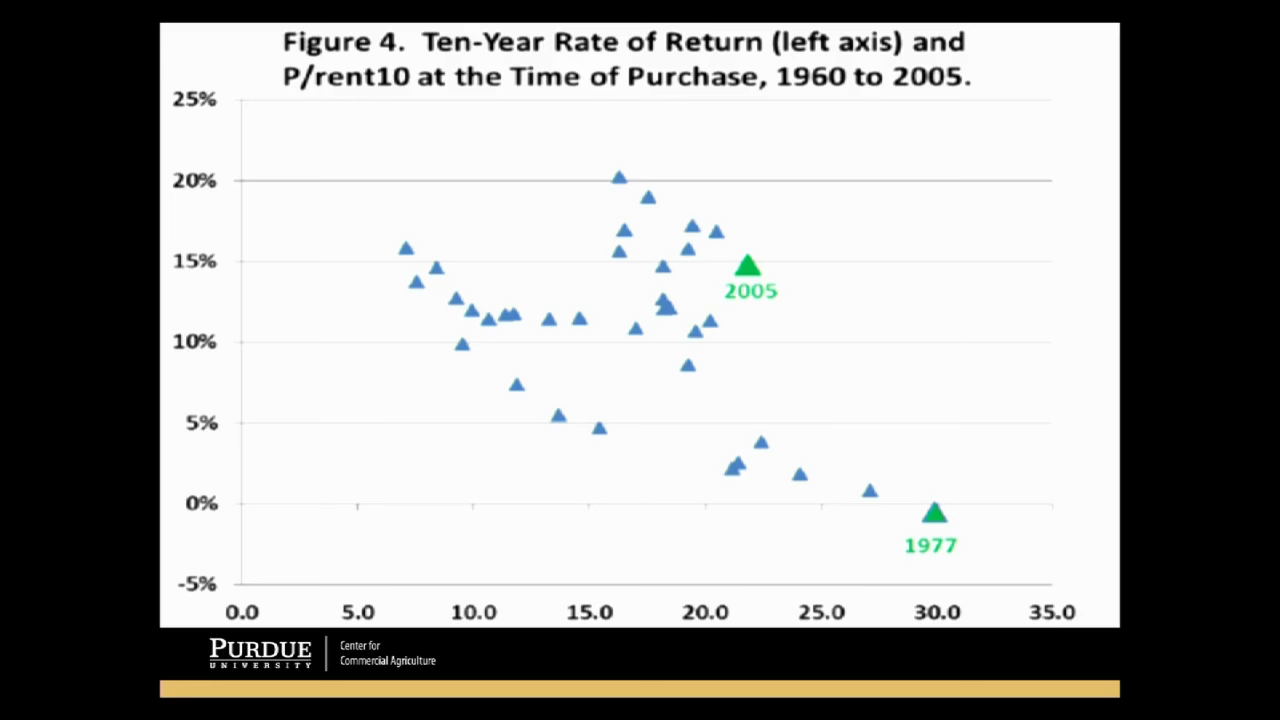 Figure 4.  Ten-Year Rate of Return (left axis) and
P/rent10 at the Time of Purchase, 1960 to 2005.
25%
20%
15%
10%
5%
0%
-5%
2005
1977
0.0 5.0 10.0 15.0 20.0 25.0 30.0 35.0
PURDUE
UNIVERSITY
Center for
Commercial Agriculture